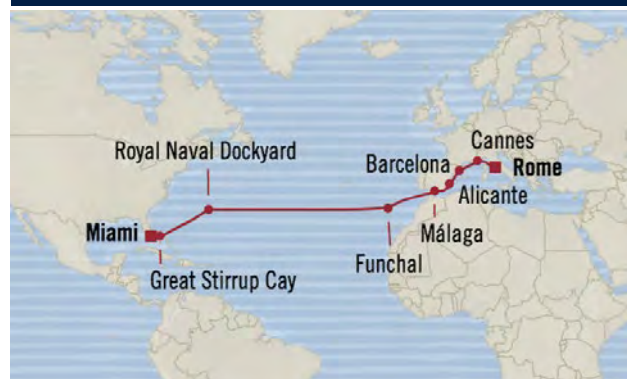 Cannes
Royal Naval Dockyard
Barcelona
Rome
Alicante
Miami
Málaga
Funchal
Great Stirrup Cay